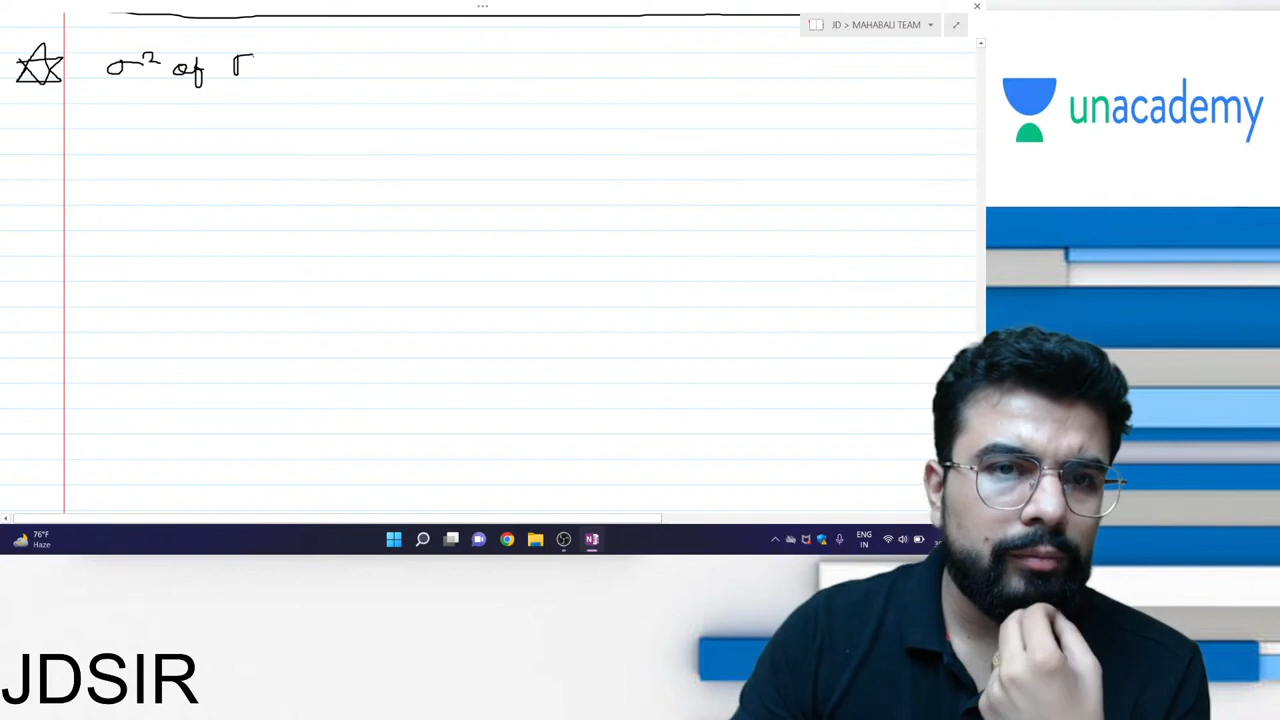 JD > MAHABALI TEAM
σ² of
unacademy
76°F
Haze
ENG
IN
JDSIR